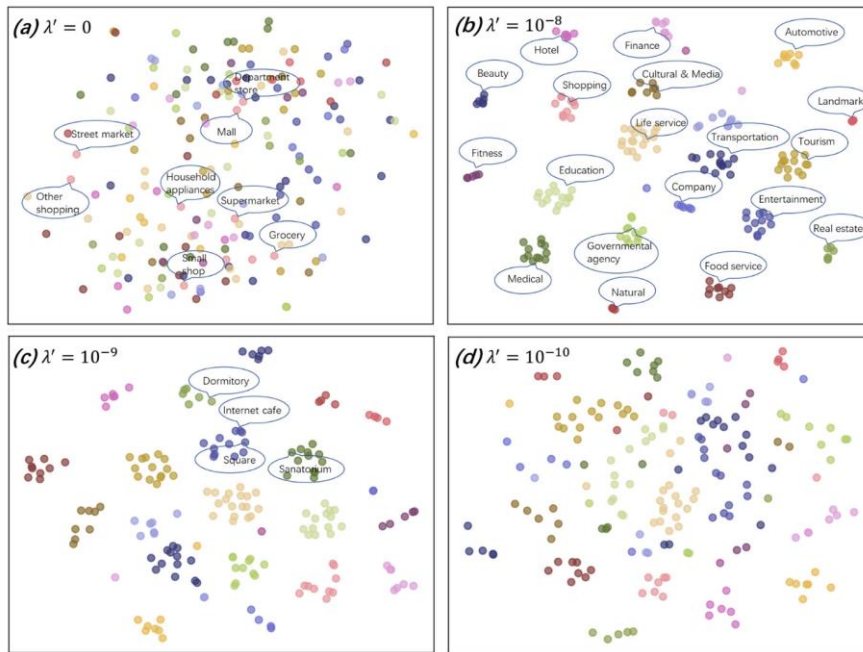 (a) λ′ = 0
Department
store
Mall
Street market
Household
appliances
Other
shopping
Supermarket
Grocery
Small
shop
(b) λ′ = 10⁻⁸
Hotel
Finance
Automotive
Beauty
Shopping
Cultural & Media
Landmark
Life service
Transportation
Tourism
Fitness
Education
Company
Entertainment
Real estate
Governmental
agency
Medical
Food service
Natural
(c) λ′ = 10⁻⁹
Dormitory
Internet cafe
Square
Sanatorium
(d) λ′ = 10⁻¹⁰